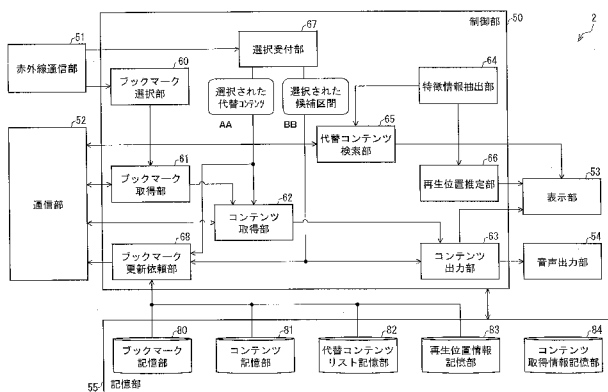 制御部
50
2
51
赤外線通信部
67
選択受付部
60
ブックマーク
選択部
選択された
代替コンテンツ
AA
選択された
候補区間
BB
64
特徴情報抽出部
52
通信部
65
代替コンテンツ
検索部
61
ブックマーク
取得部
66
再生位置推定部
53
表示部
62
コンテンツ
取得部
68
ブックマーク
更新依頼部
63
コンテンツ
出力部
54
音声出力部
80
ブックマーク
記憶部
81
コンテンツ
記憶部
82
代替コンテンツ
リスト記憶部
83
再生位置情報
記憶部
84
コンテンツ
取得情報記憶部
55
記憶部